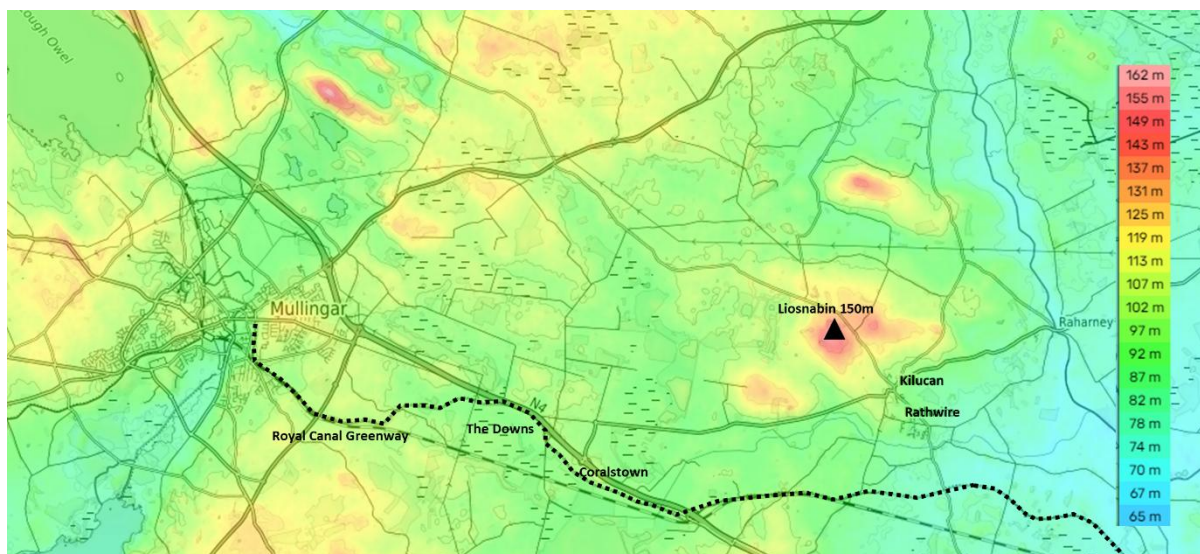 ough Owel
Mullingar
Liosnabin 150m
Raharney
Kilucan
Rathwire
N4
Royal Canal Greenway
The Downs
Coralstown
162 m
155 m
149 m
143 m
137 m
131 m
125 m
119 m
113 m
107 m
102 m
97 m
92 m
87 m
82 m
78 m
74 m
70 m
67 m
65 m